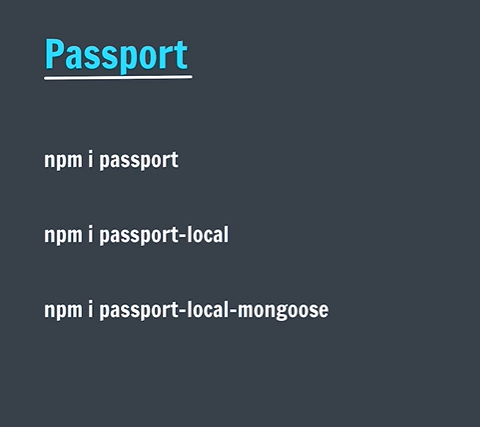 Passport
npm i passport
npm i passport-local
npm i passport-local-mongoose